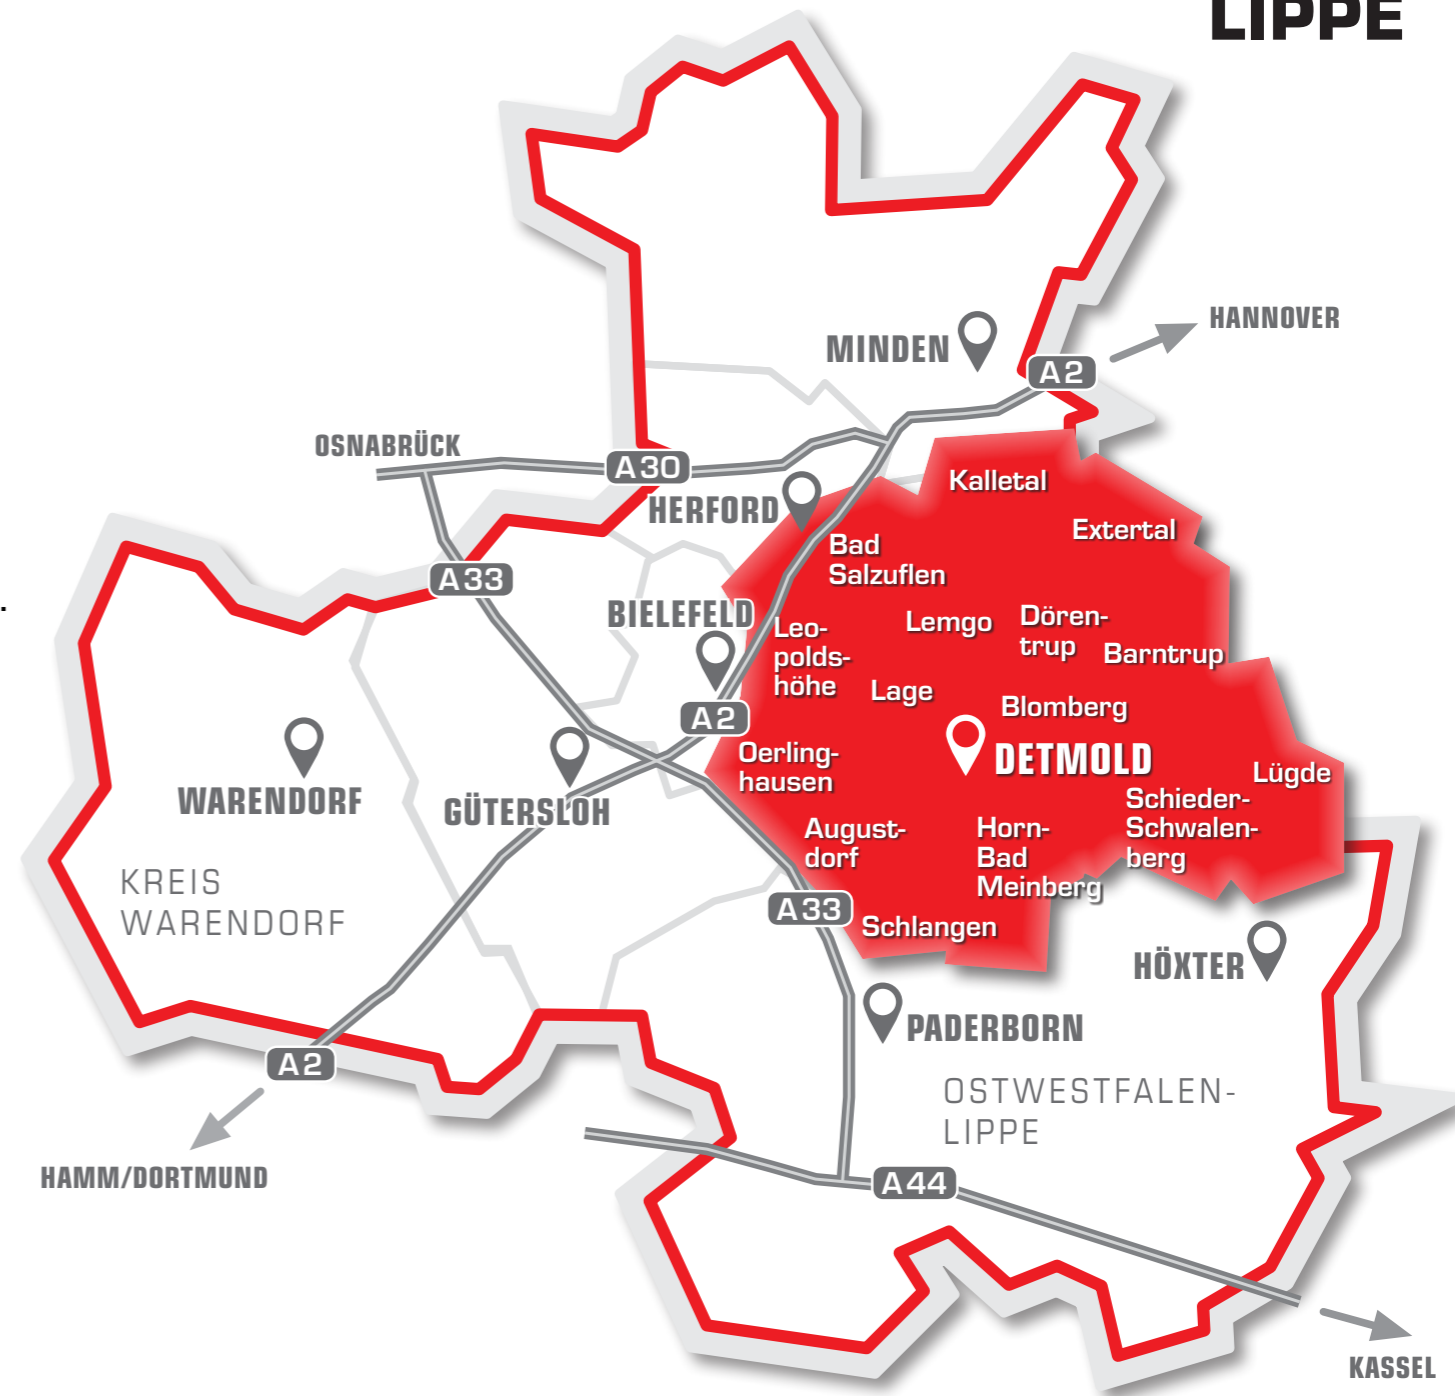 LIPPE
HANNOVER
MINDEN
A2
OSNABRÜCK
A30
Kalletal
HERFORD
Extertal
Bad
Salzuflen
A33
.
BIELEFELD
Leo-
polds-
höhe
Lemgo
Dören-
trup
Barntrup
Lage
Blomberg
A2
Oerling-
hausen
DETMOLD
Lügde
WARENDORF
GÜTERSLOH
Schieder-
Schwalen-
berg
August-
dorf
Horn-
Bad
Meinberg
KREIS
WARENDORF
A33
Schlangen
HÖXTER
PADERBORN
A2
OSTWESTFALEN-
LIPPE
HAMM/DORTMUND
A44
KASSEL